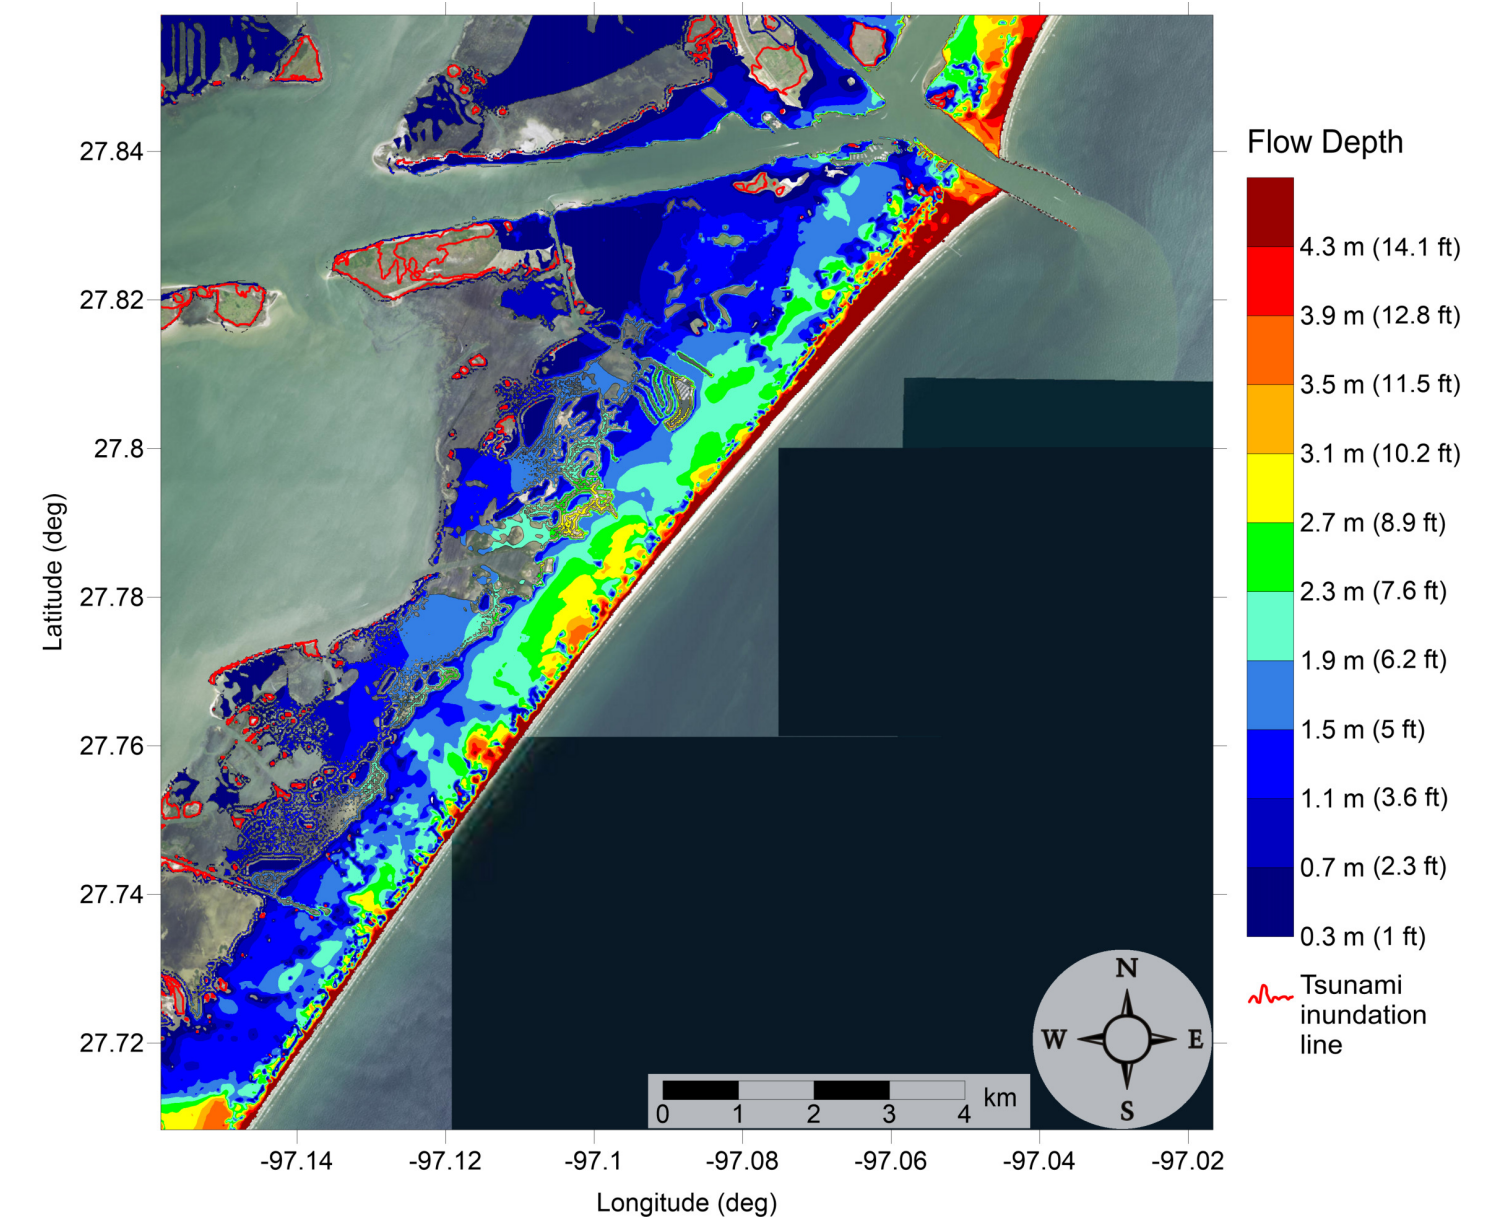 Flow Depth
4.3 m (14.1 ft)
3.9 m (12.8 ft)
3.5 m (11.5 ft)
3.1 m (10.2 ft)
2.7 m (8.9 ft)
2.3 m (7.6 ft)
1.9 m (6.2 ft)
1.5 m (5 ft)
1.1 m (3.6 ft)
0.7 m (2.3 ft)
0.3 m (1 ft)
Tsunami
inundation
line
Latitude (deg)
27.84
27.82
27.8
27.78
27.76
27.74
27.72
N
W
E
S
0 1 2 3 4 km
-97.14 -97.12 -97.1 -97.08 -97.06 -97.04 -97.02
Longitude (deg)